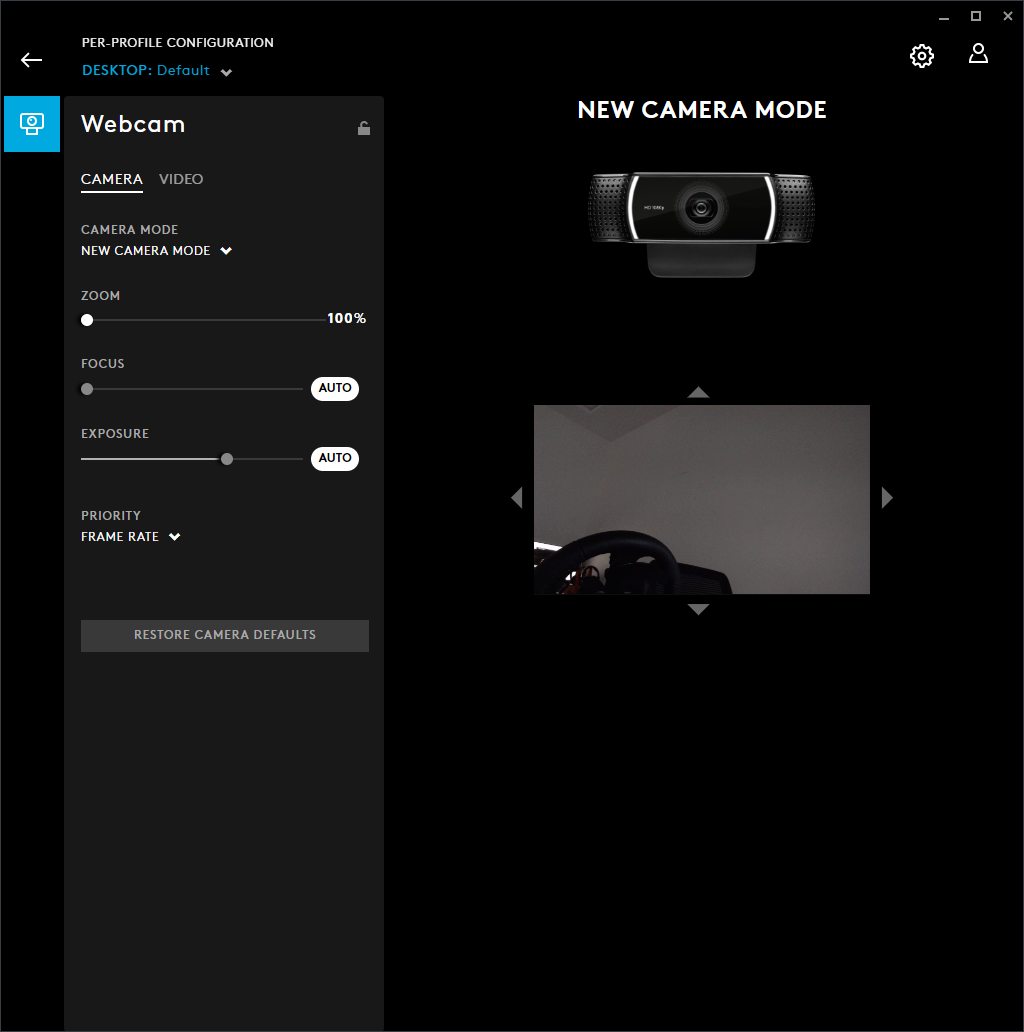 PER-PROFILE CONFIGURATION
DESKTOP: Default
Webcam
CAMERA VIDEO
CAMERA MODE
NEW CAMERA MODE
ZOOM
100%
FOCUS
AUTO
EXPOSURE
AUTO
PRIORITY
FRAME RATE
RESTORE CAMERA DEFAULTS
NEW CAMERA MODE
HD 1080p